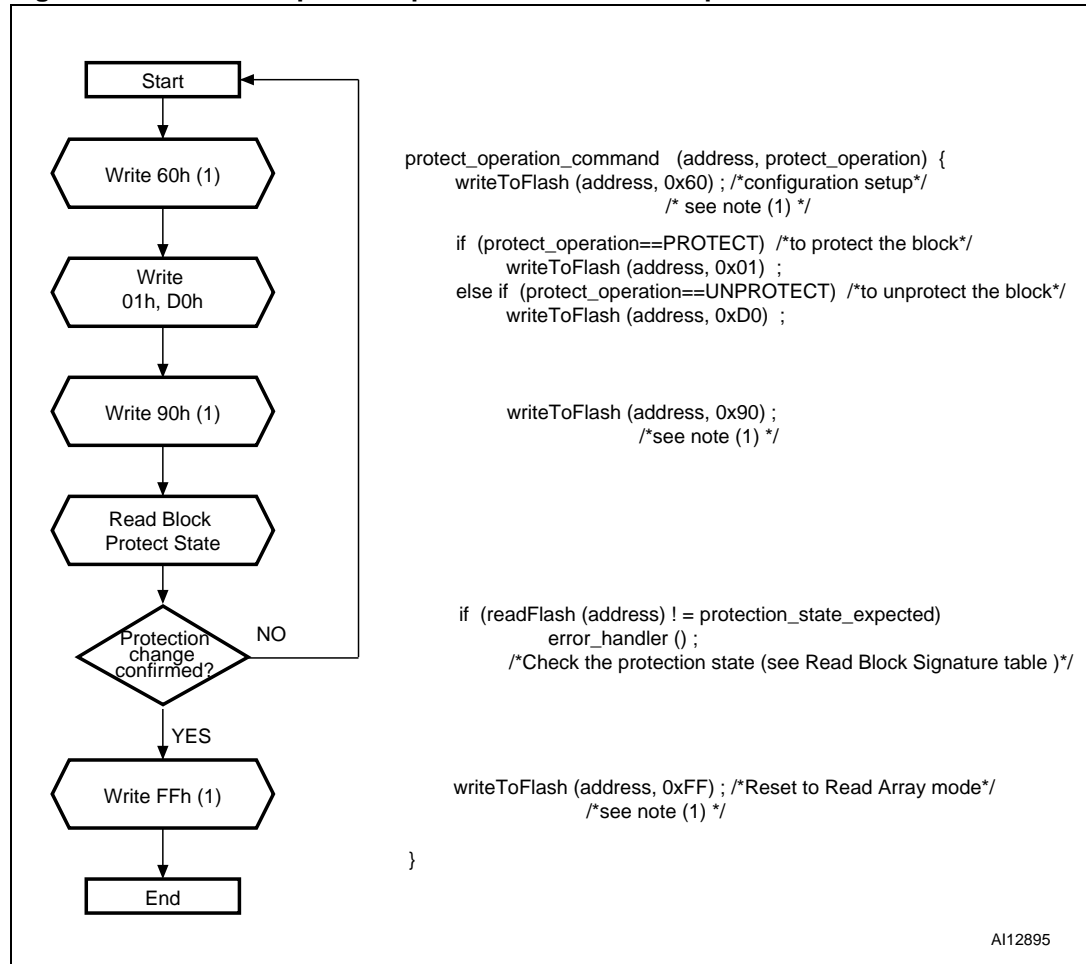 Start
Write 60h (1)
Write
01h, D0h
Write 90h (1)
Read Block
Protect State
Protection
change
confirmed?
NO
YES
Write FFh (1)
End
protect_operation_command (address, protect_operation) {
writeToFlash (address, 0x60) ; /*configuration setup*/
/* see note (1) */
if (protect_operation==PROTECT) /*to protect the block*/
writeToFlash (address, 0x01) ;
else if (protect_operation==UNPROTECT) /*to unprotect the block*/
writeToFlash (address, 0xD0) ;
writeToFlash (address, 0x90) ;
/*see note (1) */
if (readFlash (address) ! = protection_state_expected)
error_handler () ;
/*Check the protection state (see Read Block Signature table )*/
writeToFlash (address, 0xFF) ; /*Reset to Read Array mode*/
/*see note (1) */
}
AI12895